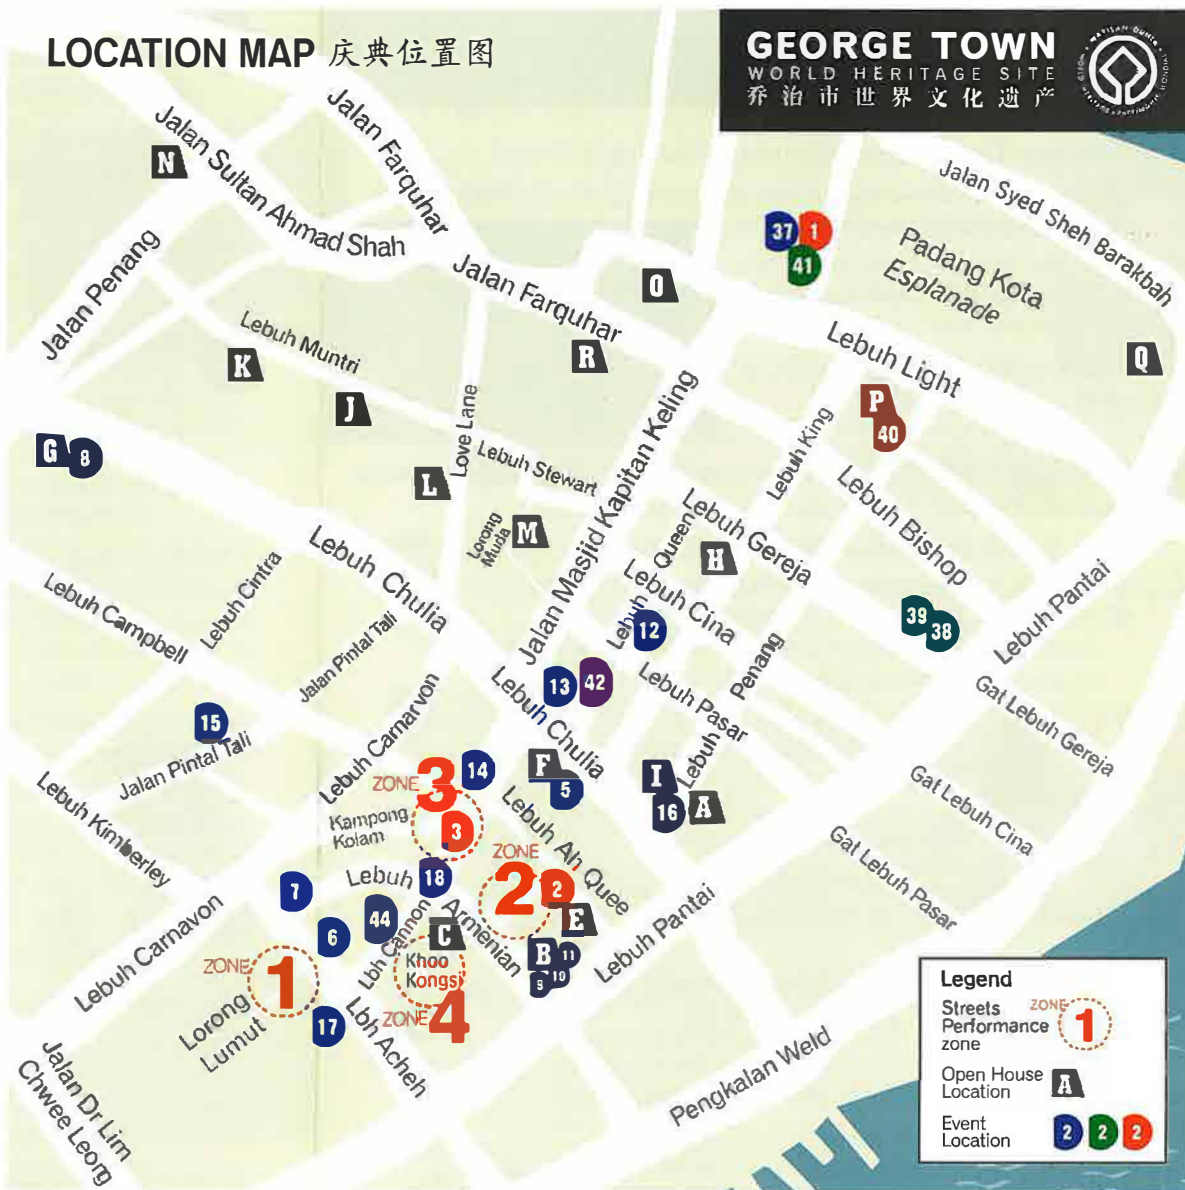 LOCATION MAP 庆典位置图
GEORGE TOWN
WORLD HERITAGE SITE
乔治市世界文化遗产
Jalan Sultan Ahmad Shah
Jalan Farquhar
N
Jalan Syed Sheh Barakbah
37
1
41
Padang Kota
Esplanade
Jalan Penang
Jalan Farquhar
O
Lebuh Muntri
K
R
Lebuh Light
Q
J
P
40
Love Lane
Jalan Masjid Kapitan Keling
Lebuh King
G
8
L
Lebuh Stewart
Lorong
Muda
M
Lebuh Queen
Lebuh Gereja
H
Lebuh Bishop
Lebuh Chulia
Lebuh Cintra
Lebuh Campbell
Jalan Pintal Tali
Lebuh Cina
12
39
38
Lebuh Pantai
Lebuh Penang
Lebuh Pasar
13
42
Lebuh Chulia
Gat Lebuh Gereja
15
Jalan Pintal Tali
Lebuh Carnarvon
ZONE
3
14
F
5
I
16
A
Gat Lebuh Cina
Lebuh Kimberley
Kampong
Kolam
3
Lebuh Ah Quee
Gat Lebuh Pasar
ZONE
2
2
E
Lebuh Armenian
18
7
44
6
Lbh Cannon
C
Khoo
Kongsi
ZONE
4
B
11
10
9
Lebuh Pantai
Lebuh Carnavon
ZONE
1
Lorong
Lumut
17
Lbh Acheh
Jalan Dr Lim
Chwee Leong
Pengkalan Weld
Legend
Streets
Performance
zone
ZONE
1
Open House
Location
A
Event
Location
2
2
2